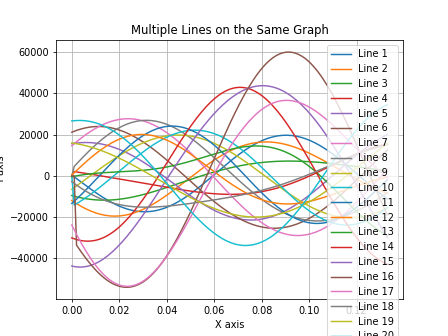 Multiple Lines on the Same Graph
60000
40000
20000
0
−20000
−40000
0.00
0.02
0.04
0.06
0.08
0.10
X axis
axis
Line 1
Line 2
Line 3
Line 4
Line 5
Line 6
Line 7
Line 8
Line 9
Line 10
Line 11
Line 12
Line 13
Line 14
Line 15
Line 16
Line 17
Line 18
Line 19
Line 20